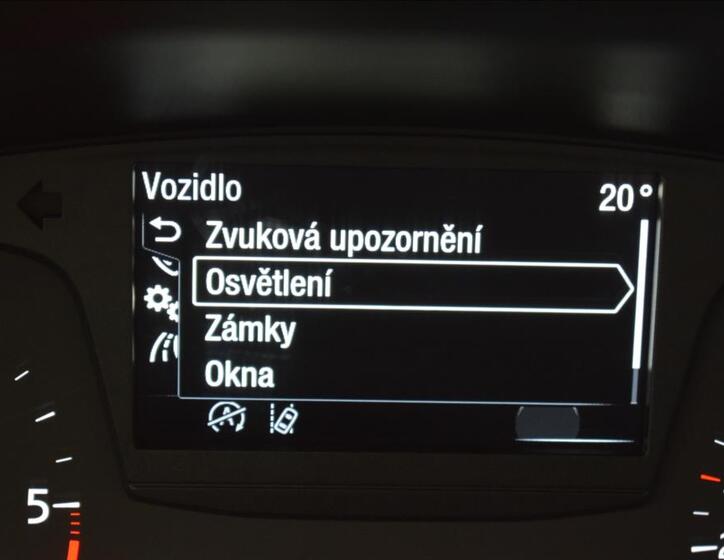 Vozidlo 20°
Zvuková upozornění
Osvětlení
Zámky
Okna
A
5